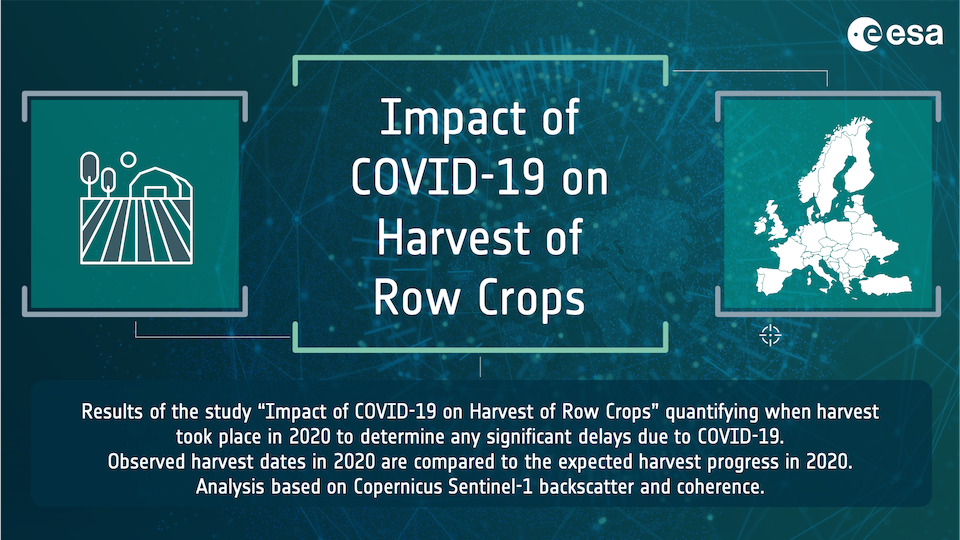 esa
Impact of
COVID-19 on
Harvest of
Row Crops
Results of the study “Impact of COVID-19 on Harvest of Row Crops” quantifying when harvest
took place in 2020 to determine any significant delays due to COVID-19.
Observed harvest dates in 2020 are compared to the expected harvest progress in 2020.
Analysis based on Copernicus Sentinel-1 backscatter and coherence.